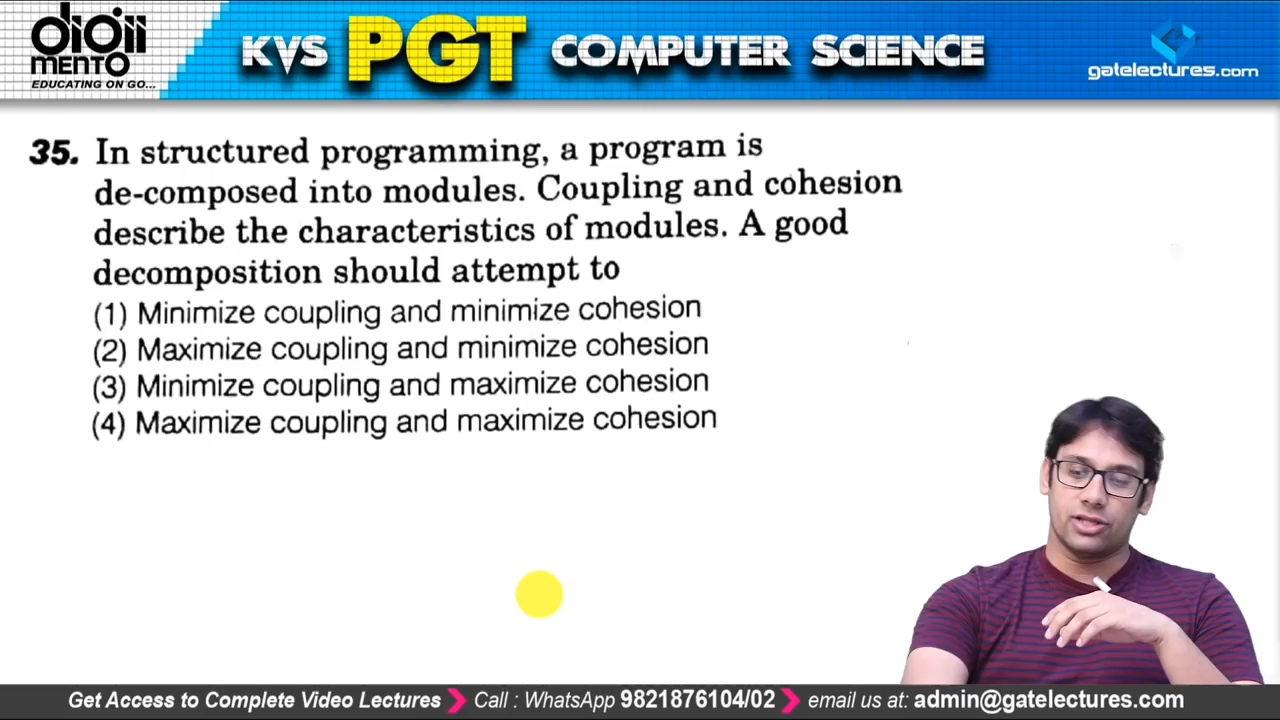 digii
MENTO
EDUCATING ON GO...
KVS PGT COMPUTER SCIENCE
gatelectures.com
35. In structured programming, a program is
de-composed into modules. Coupling and cohesion
describe the characteristics of modules. A good
decomposition should attempt to
(1) Minimize coupling and minimize cohesion
(2) Maximize coupling and minimize cohesion
(3) Minimize coupling and maximize cohesion
(4) Maximize coupling and maximize cohesion
Get Access to Complete Video Lectures Call : WhatsApp 9821876104/02 email us at: admin@gatelectures.com